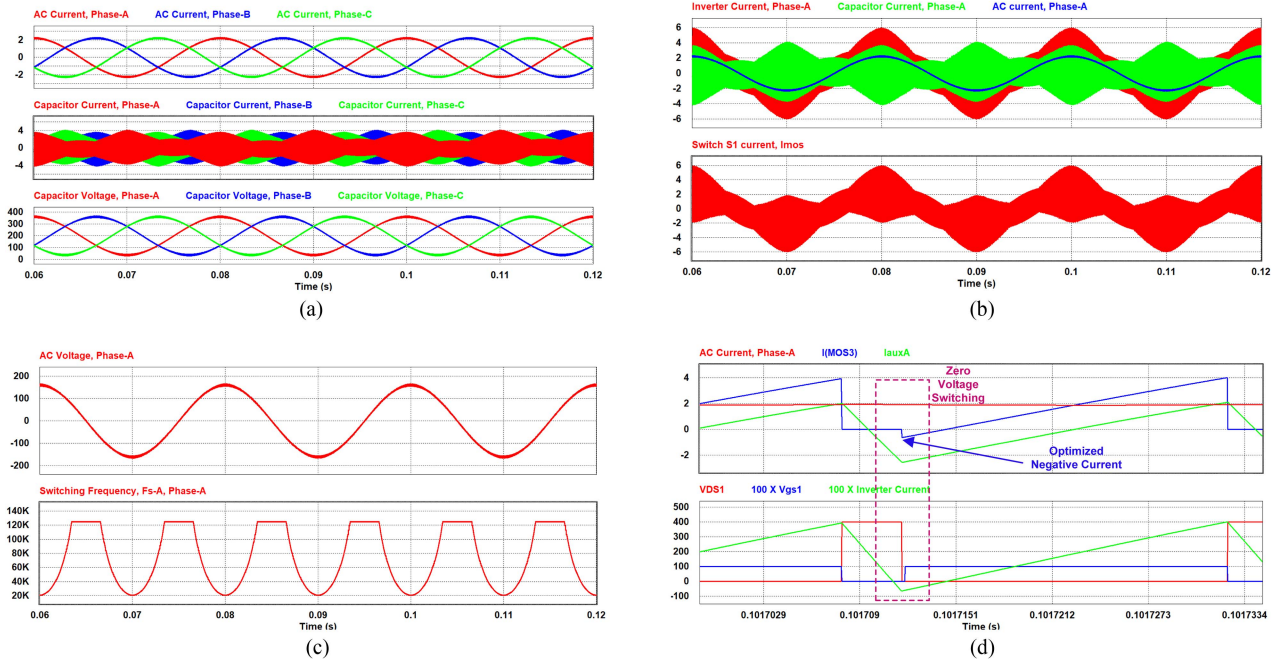 AC Current, Phase-A AC Current, Phase-B AC Current, Phase-C
2
0
-2
Capacitor Current, Phase-A Capacitor Current, Phase-B Capacitor Current, Phase-C
4
0
-4
Capacitor Voltage, Phase-A Capacitor Voltage, Phase-B Capacitor Voltage, Phase-C
400
300
200
100
0
0.06 0.07 0.08 0.09 0.1 0.11 0.12
Time (s)
(a)
Inverter Current, Phase-A Capacitor Current, Phase-A AC current, Phase-A
6
4
2
0
-2
-4
-6
Switch S1 current, Imos
6
4
2
0
-2
-4
-6
0.06 0.07 0.08 0.09 0.1 0.11 0.12
Time (s)
(b)
AC Voltage, Phase-A
200
100
0
-100
-200
Switching Frequency, Fs-A, Phase-A
120K
100K
80K
60K
40K
20K
0.06 0.07 0.08 0.09 0.1 0.11 0.12
Time (s)
(c)
AC Current, Phase-A I(MOS3) IauxA
Zero
Voltage
Switching
4
2
0
-2
Optimized
Negative Current
VDS1 100 X Vgs1 100 X Inverter Current
500
400
300
200
100
0
-100
0.1017029 0.101709 0.1017151 0.1017212 0.1017273 0.1017334
Time (s)
(d)